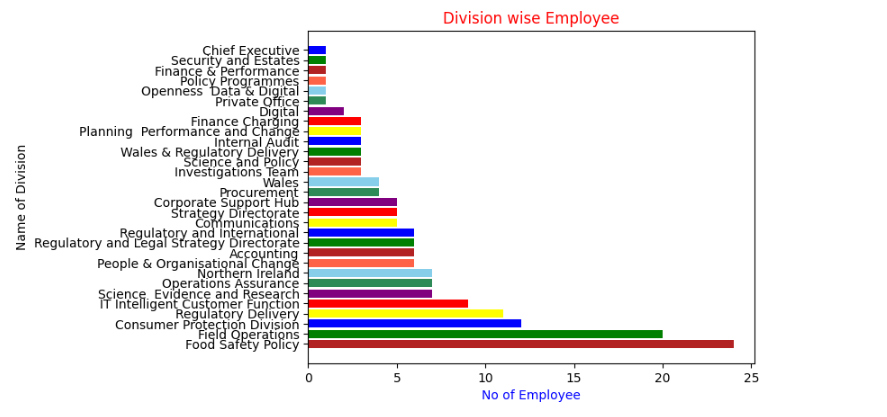 Division wise Employee
Chief Executive
Security and Estates
Finance & Performance
Policy Programmes
Openness  Data & Digital
Private Office
Digital
Finance Charging
Planning  Performance and Change
Internal Audit
Wales & Regulatory Delivery
Science and Policy
Investigations Team
Wales
Procurement
Corporate Support Hub
Strategy Directorate
Communications
Regulatory and International
Regulatory and Legal Strategy Directorate
Accounting
People & Organisational Change
Northern Ireland
Operations Assurance
Science  Evidence and Research
IT Intelligent Customer Function
Regulatory Delivery
Consumer Protection Division
Field Operations
Food Safety Policy
Name of Division
0 5 10 15 20 25
No of Employee